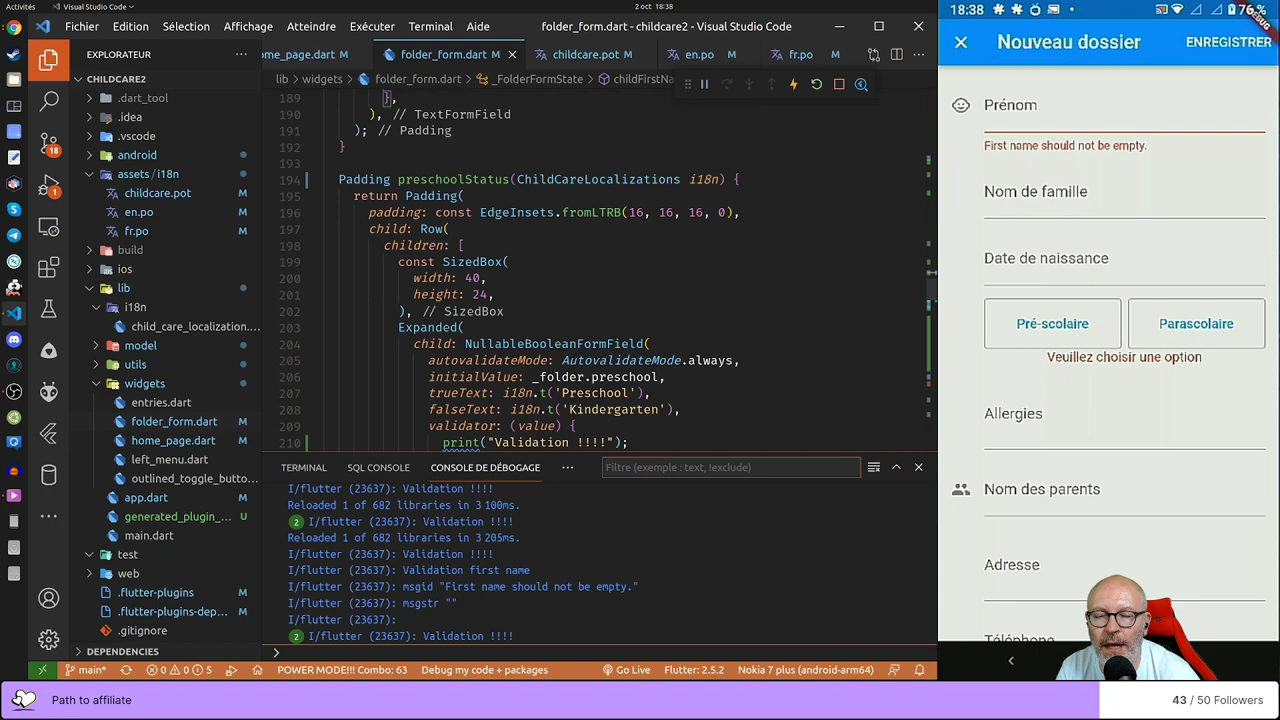 Activités
Visual Studio Code
2 oct 18:38
Fichier Edition Sélection Affichage Atteindre Exécuter Terminal Aide
folder_form.dart - childcare2 - Visual Studio Code
EXPLORATEUR
CHILDCARE2
.dart_tool
.idea
.vscode
android
assets/i18n
childcare.pot M
en.po M
fr.po M
build
ios
lib
i18n
child_care_localization....
model
utils
widgets
entries.dart
folder_form.dart M
home_page.dart M
left_menu.dart
outlined_toggle_butto...
app.dart M
generated_plugin_... U
main.dart
test
web
.flutter-plugins M
.flutter-plugins-dep... M
.gitignore
DEPENDENCIES
18
1
ome_page.dart M
folder_form.dart M
childcare.pot M
en.po M
fr.po M
lib > widgets > folder_form.dart > _FolderFormState > childFirstNa
189 },
190 ), // TextFormField
191 ); // Padding
192 }
193
194 Padding preschoolStatus(ChildCareLocalizations i18n) {
195 return Padding(
196 padding: const EdgeInsets.fromLTRB(16, 16, 16, 0),
197 child: Row(
198 children: [
199 const SizedBox(
200 width: 40,
201 height: 24,
202 ), // SizedBox
203 Expanded(
204 child: NullableBooleanFormField(
205 autovalidateMode: AutovalidateMode.always,
206 initialValue: _folder.preschool,
207 trueText: i18n.t('Preschool'),
208 falseText: i18n.t('Kindergarten'),
209 validator: (value) {
210 print("Validation !!!!");
TERMINAL SQL CONSOLE CONSOLE DE DÉBOGAGE
Filtre (exemple : text, !exclude)
I/flutter (23637): Validation !!!!
Reloaded 1 of 682 libraries in 3 100ms.
2 I/flutter (23637): Validation !!!!
Reloaded 1 of 682 libraries in 3 205ms.
I/flutter (23637): Validation !!!!
I/flutter (23637): Validation first name
I/flutter (23637): msgid "First name should not be empty."
I/flutter (23637): msgstr ""
I/flutter (23637):
2 I/flutter (23637): Validation !!!!
main* 0 0 5 POWER MODE!!! Combo: 63 Debug my code + packages Go Live Flutter: 2.5.2 Nokia 7 plus (android-arm64)
18:38
76
DEBUG
Nouveau dossier
ENREGISTRER
Prénom
First name should not be empty.
Nom de famille
Date de naissance
Pré-scolaire
Parascolaire
Veuillez choisir une option
Allergies
Nom des parents
Adresse
Téléphone
Path to affiliate
43 / 50 Followers